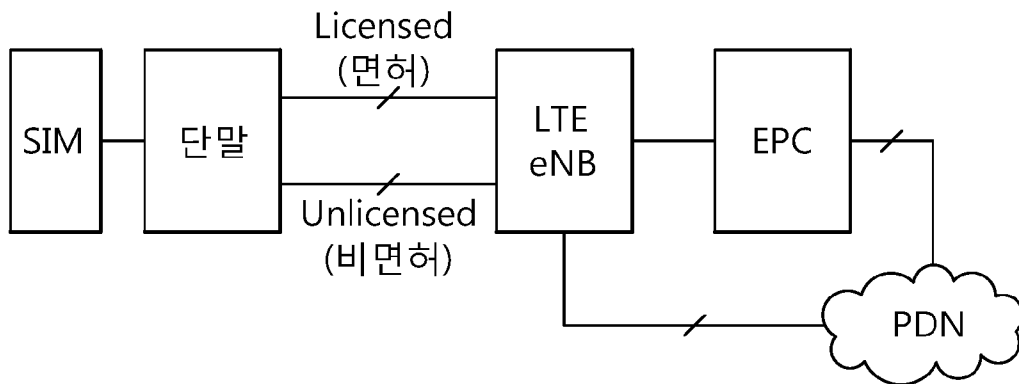 Licensed
(면허)
SIM
단말
LTE
eNB
EPC
Unlicensed
(비면허)
PDN